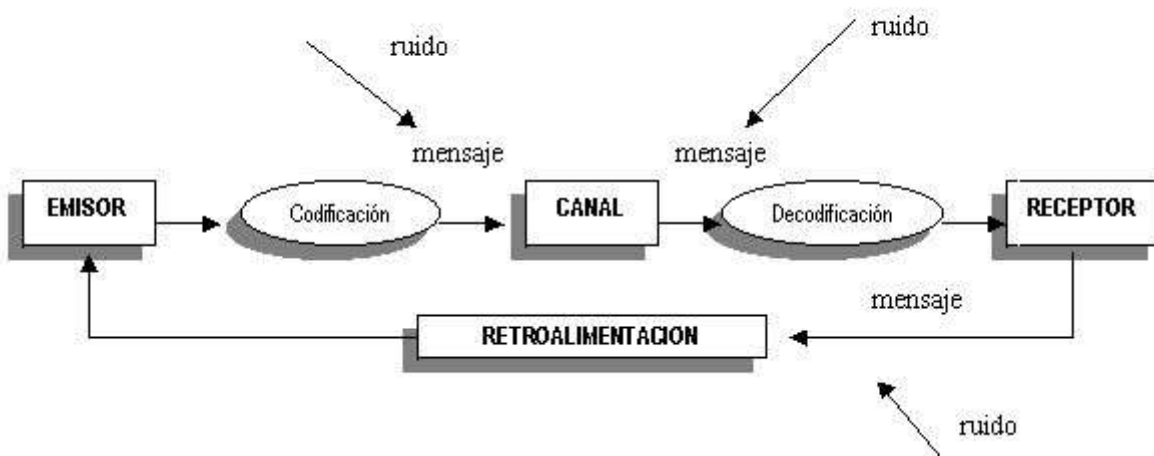 ruido
ruido
mensaje
mensaje
EMISOR
Codificación
CANAL
Decodificación
RECEPTOR
mensaje
RETROALIMENTACION
ruido